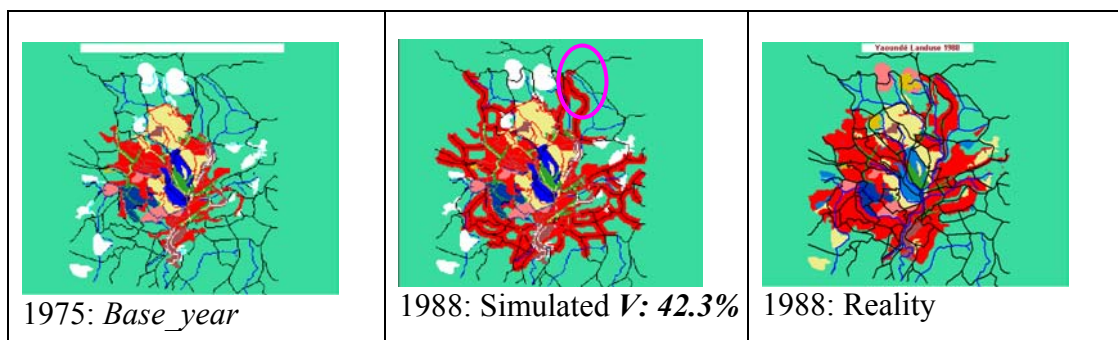 Yaoundé Landuse 1988
1975: Base_year
1988: Simulated V: 42.3%
1988: Reality